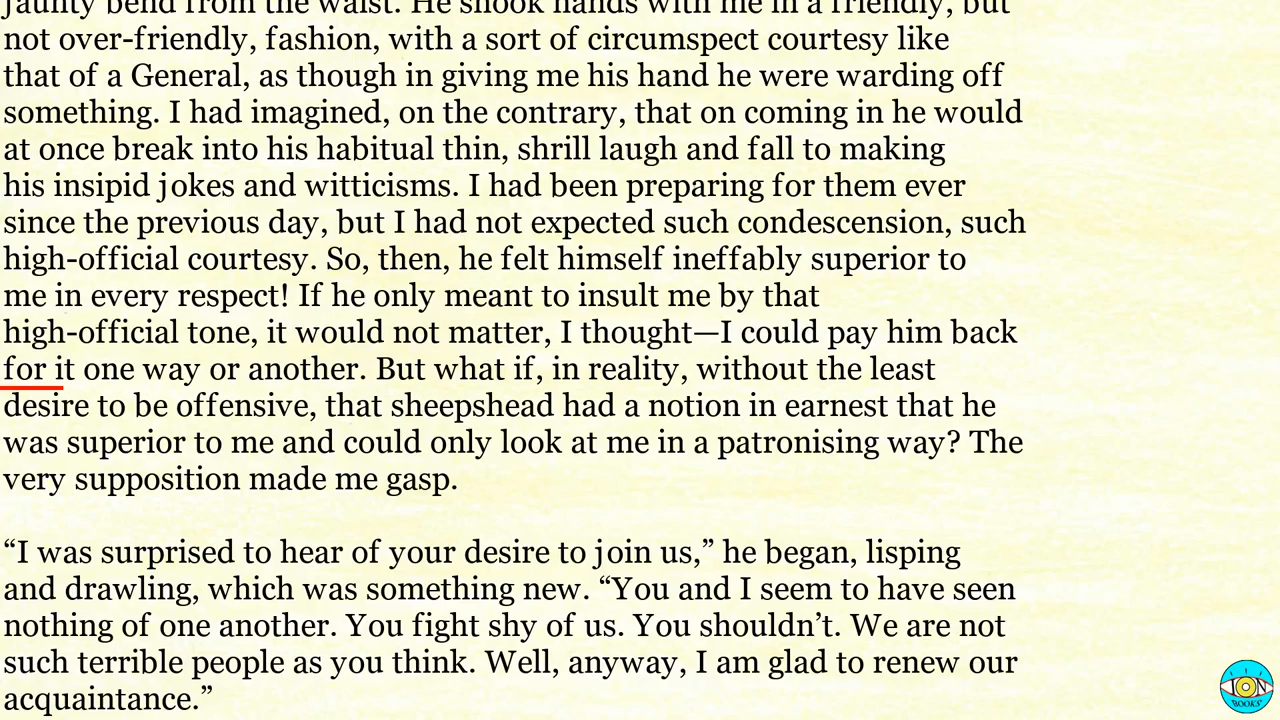 jaunty bend from the waist. He shook hands with me in a friendly, but
not over-friendly, fashion, with a sort of circumspect courtesy like
that of a General, as though in giving me his hand he were warding off
something. I had imagined, on the contrary, that on coming in he would
at once break into his habitual thin, shrill laugh and fall to making
his insipid jokes and witticisms. I had been preparing for them ever
since the previous day, but I had not expected such condescension, such
high-official courtesy. So, then, he felt himself ineffably superior to
me in every respect! If he only meant to insult me by that
high-official tone, it would not matter, I thought—I could pay him back
for it one way or another. But what if, in reality, without the least
desire to be offensive, that sheepshead had a notion in earnest that he
was superior to me and could only look at me in a patronising way? The
very supposition made me gasp.
“I was surprised to hear of your desire to join us,” he began, lisping
and drawling, which was something new. “You and I seem to have seen
nothing of one another. You fight shy of us. You shouldn’t. We are not
such terrible people as you think. Well, anyway, I am glad to renew our
acquaintance.”
ION
BOOKS